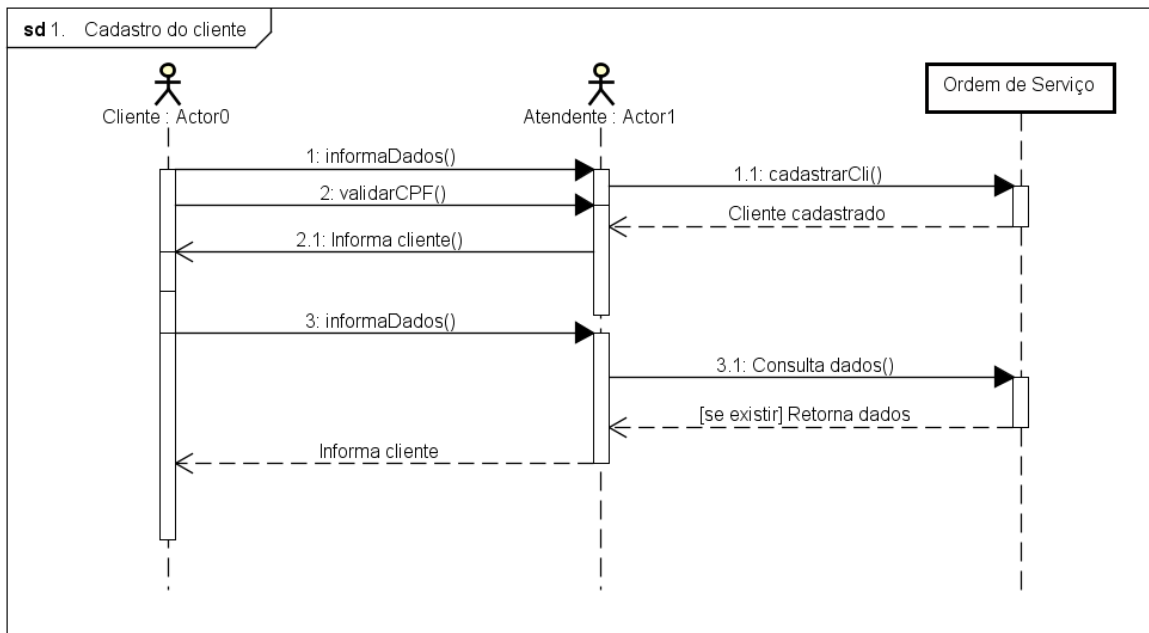 sd 1. Cadastro do cliente
Cliente : Actor0
Atendente : Actor1
Ordem de Serviço
1: informaDados()
1.1: cadastrarCli()
2: validarCPF()
Cliente cadastrado
2.1: Informa cliente()
3: informaDados()
3.1: Consulta dados()
[se existir] Retorna dados
Informa cliente